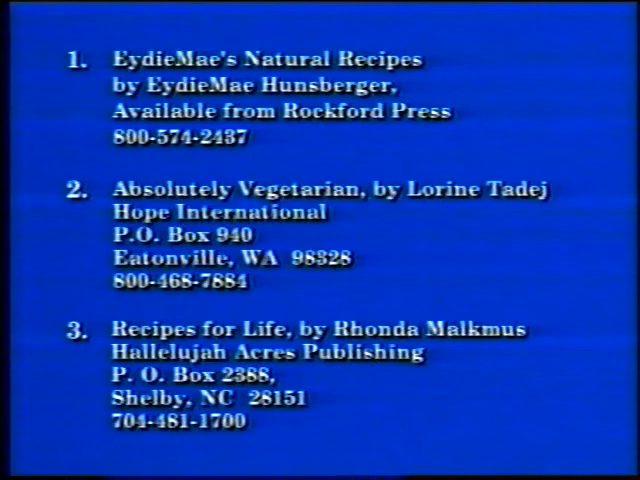 1. EydieMae's Natural Recipes
by EydieMae Hunsberger,
Available from Rockford Press
800-574-2437
2. Absolutely Vegetarian, by Lorine Tadej
Hope International
P.O. Box 940
Eatonville, WA 98328
800-468-7884
3. Recipes for Life, by Rhonda Malkmus
Hallelujah Acres Publishing
P. O. Box 2388,
Shelby, NC 28151
704-481-1700